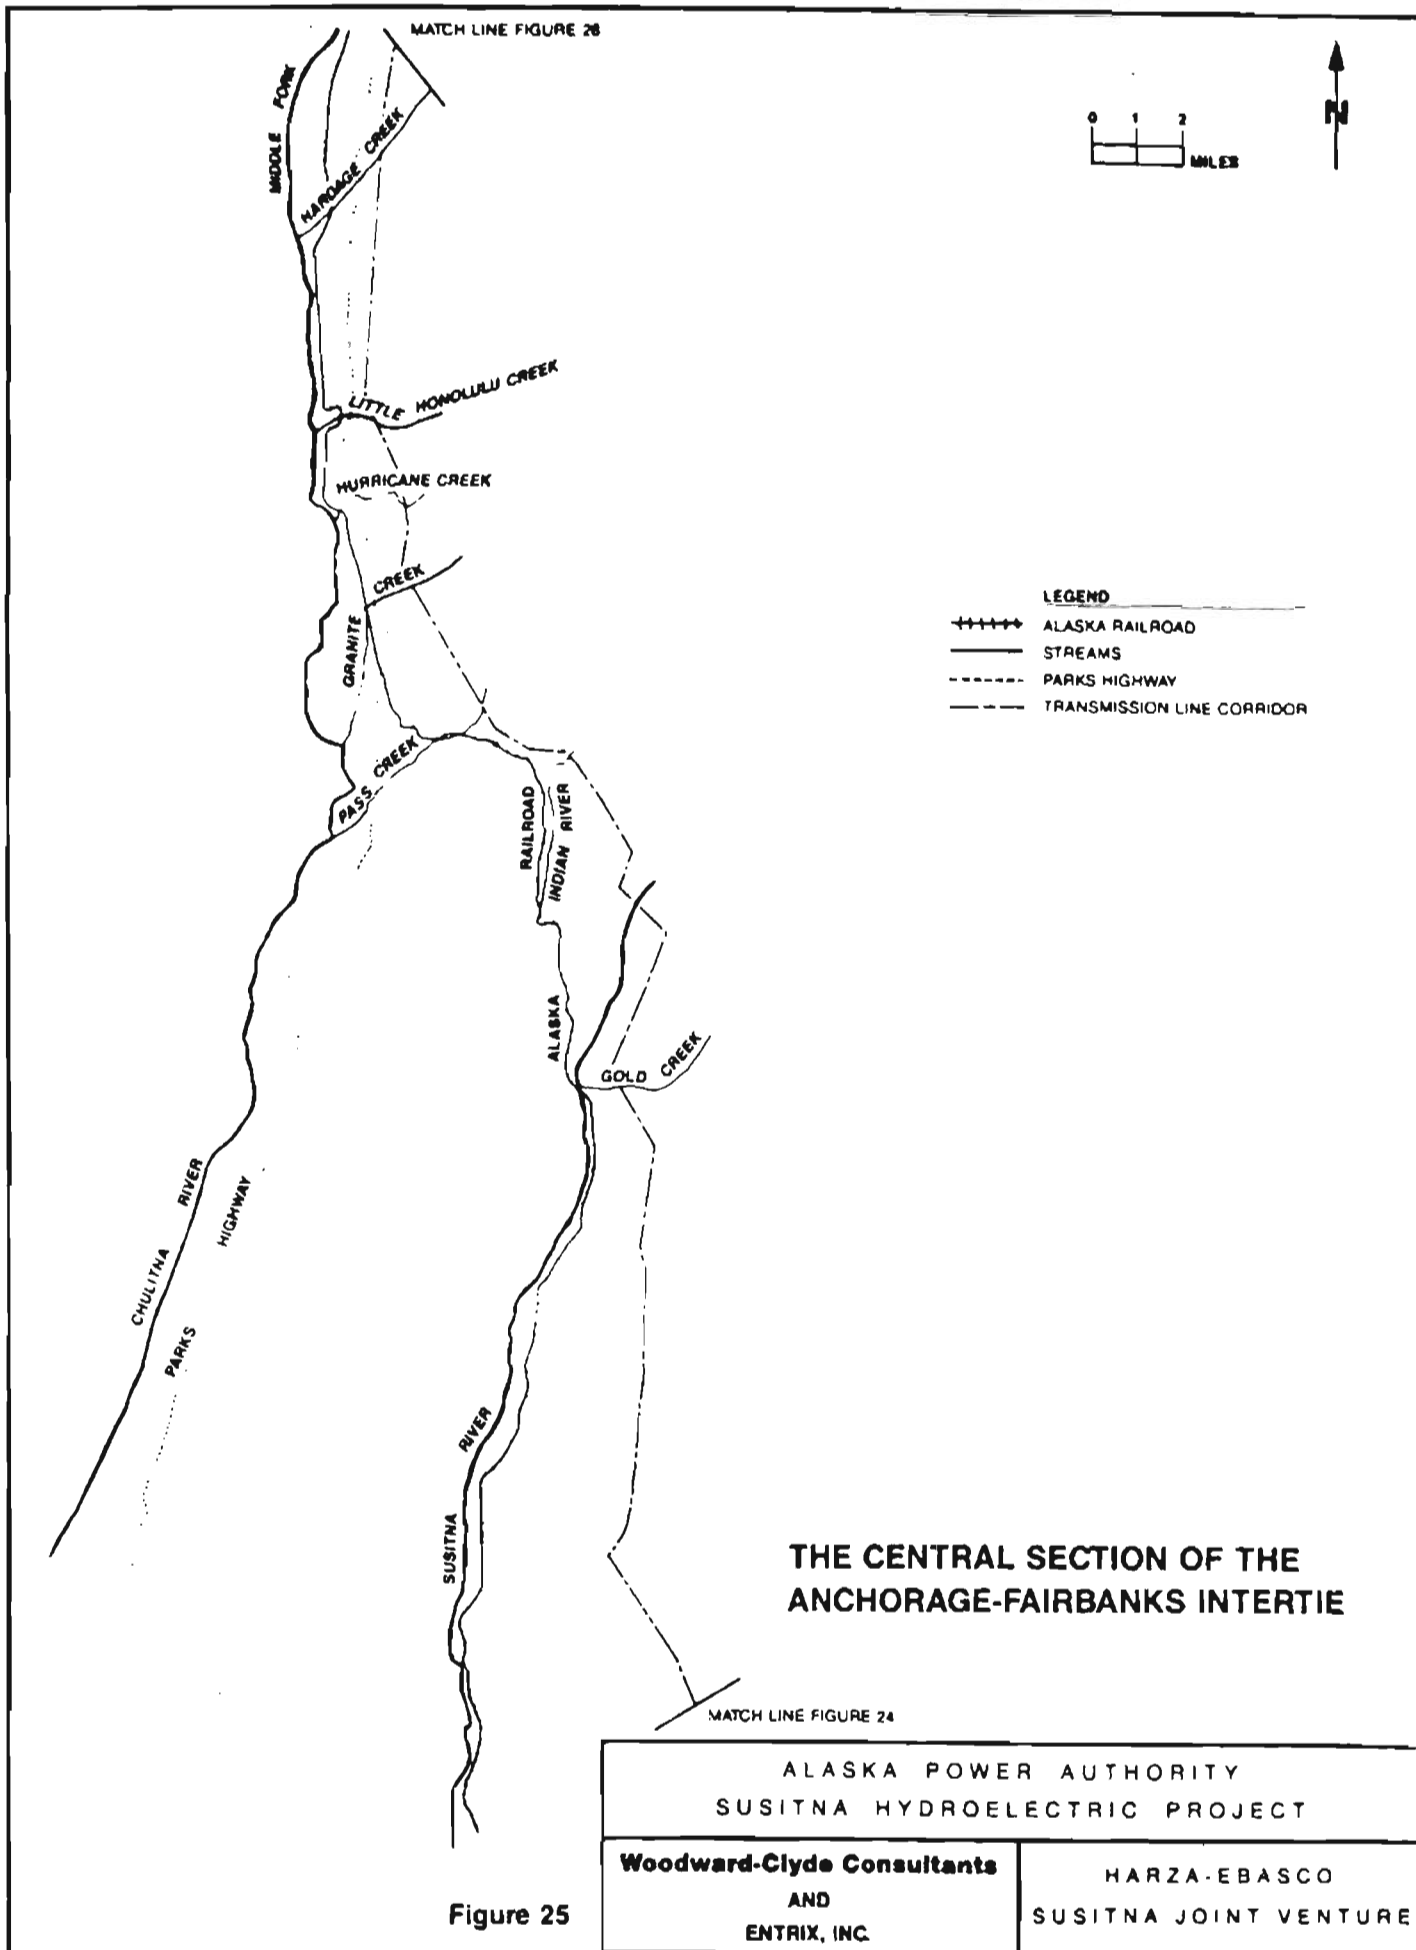 MATCH LINE FIGURE 26
MIDDLE FORK
HARDAGE CREEK
N
0 1 2
MILES
LITTLE HONOLULU CREEK
HURRICANE CREEK
GRANITE CREEK
LEGEND
ALASKA RAILROAD
STREAMS
PARKS HIGHWAY
TRANSMISSION LINE CORRIDOR
PASS CREEK
ALASKA RAILROAD
INDIAN RIVER
GOLD CREEK
CHULITNA RIVER
PARKS HIGHWAY
SUSITNA RIVER
THE CENTRAL SECTION OF THE
ANCHORAGE-FAIRBANKS INTERTIE
MATCH LINE FIGURE 24
ALASKA POWER AUTHORITY
SUSITNA HYDROELECTRIC PROJECT
Woodward-Clyde Consultants
AND
ENTRIX, INC.
HARZA-EBASCO
SUSITNA JOINT VENTURE
Figure 25